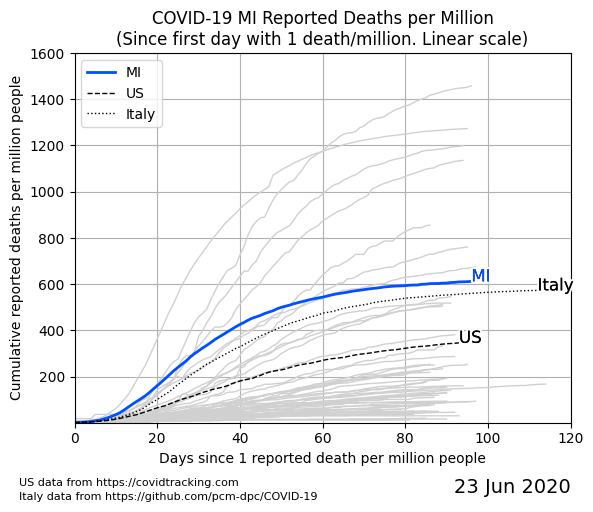 COVID-19 MI Reported Deaths per Million
(Since first day with 1 death/million. Linear scale)
Cumulative reported deaths per million people
1600
1400
1200
1000
800
600
400
200
MI
US
Italy
MI
Italy
US
0 20 40 60 80 100 120
Days since 1 reported death per million people
US data from https://covidtracking.com
Italy data from https://github.com/pcm-dpc/COVID-19
23 Jun 2020